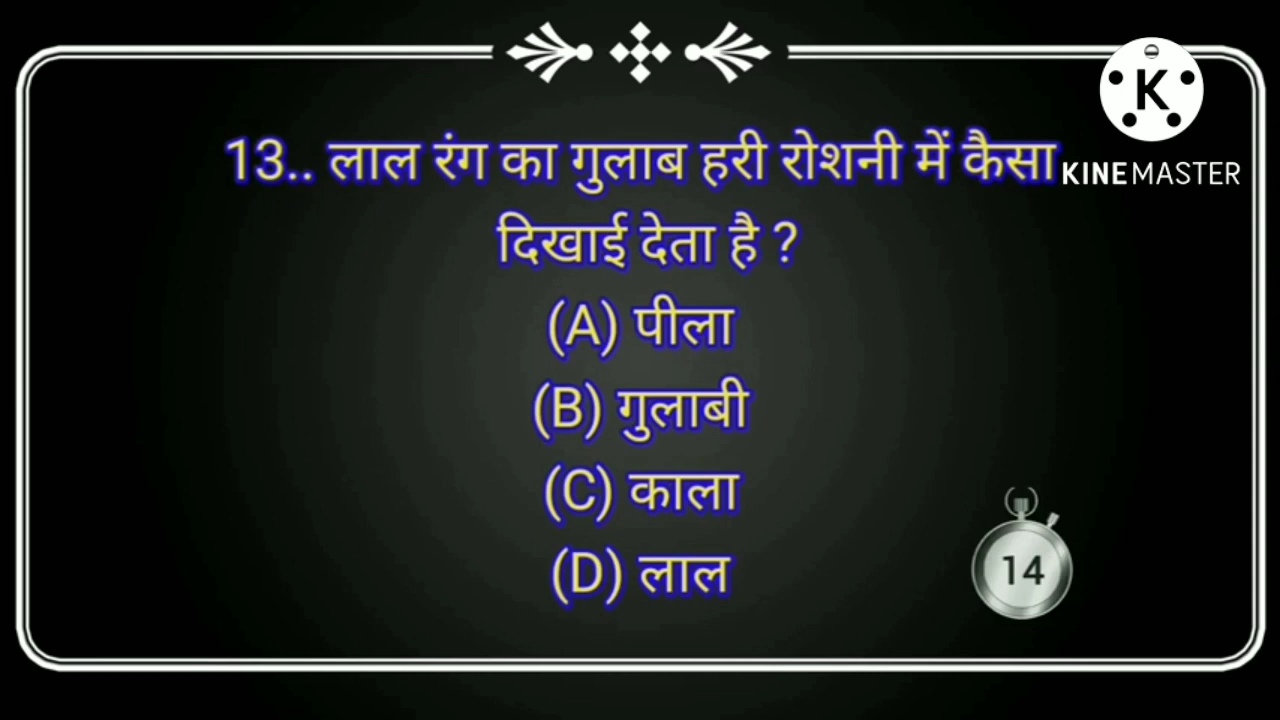 13.. लाल रंग का गुलाब हरी रोशनी में कैसा
दिखाई देता है ?
(A) पीला
(B) गुलाबी
(C) काला
(D) लाल
14
K
KINEMASTER